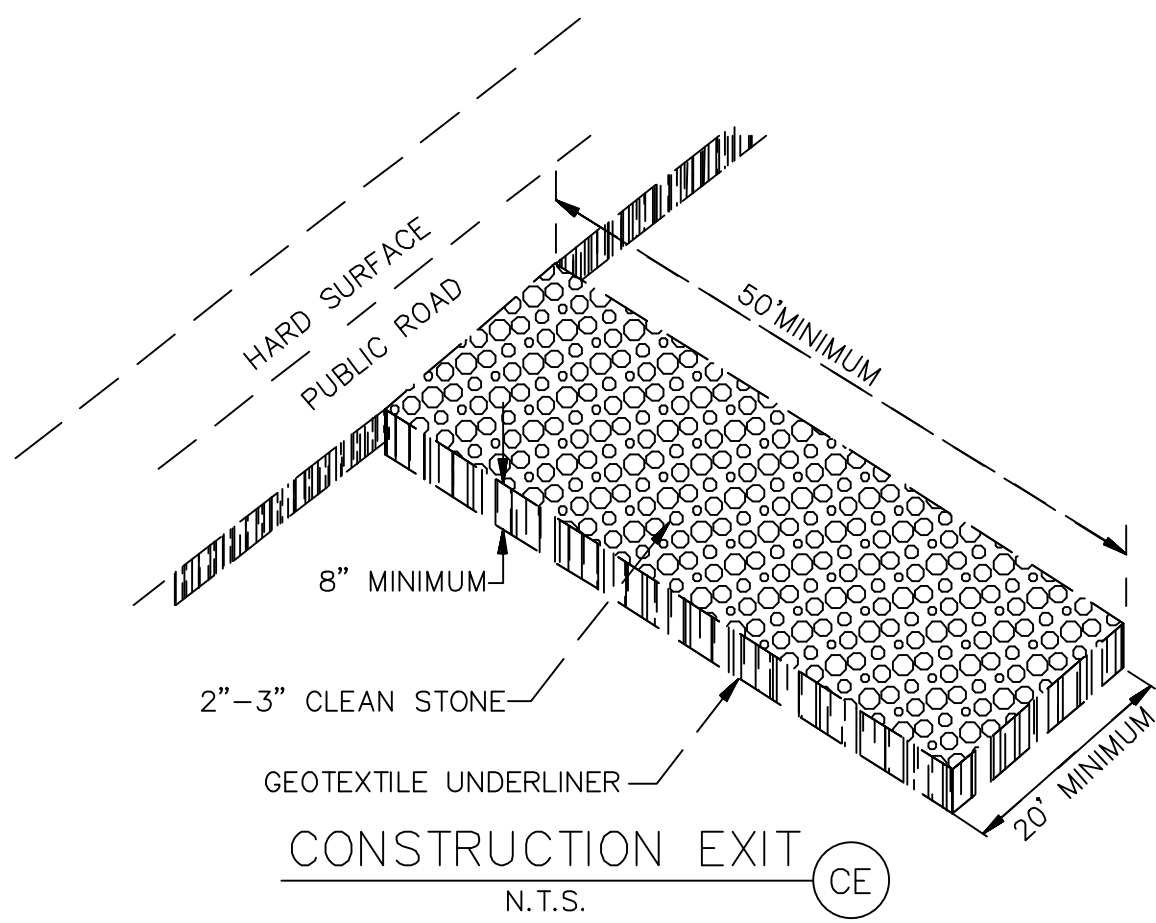 HARD SURFACE
PUBLIC ROAD
50'MINIMUM
8" MINIMUM
2"-3" CLEAN STONE
GEOTEXTILE UNDERLINER
20' MINIMUM
CONSTRUCTION EXIT
CE
N.T.S.